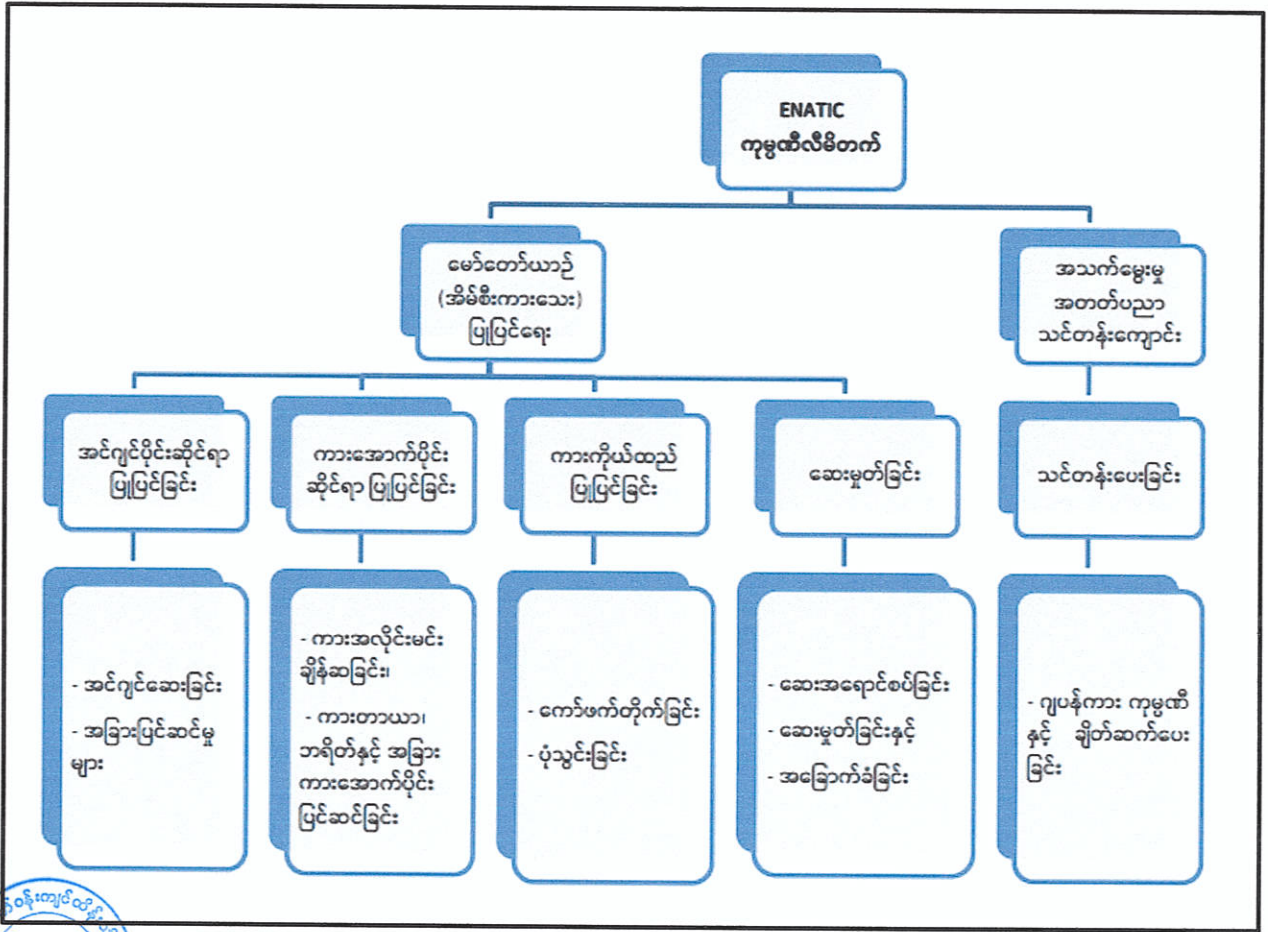 ENATIC
ကုမ္ပဏီလီမိတက်
မော်တော်ယာဉ်
(အိမ်စီးကားသေး)
ပြုပြင်ရေး
အသက်မွေးမှု
အတတ်ပညာ
သင်တန်းကျောင်း
အင်ဂျင်ပိုင်းဆိုင်ရာ
ပြုပြင်ခြင်း
ကားအောက်ပိုင်း
ဆိုင်ရာ ပြုပြင်ခြင်း
ကားကိုယ်ထည်
ပြုပြင်ခြင်း
ဆေးမှုတ်ခြင်း
သင်တန်းပေးခြင်း
- အင်ဂျင်ဆေးခြင်း
- အခြားပြင်ဆင်မှု
များ
- ကားအလိုင်းမင်း
ချိန်ဆခြင်း၊
- ကားတာယာ၊
ဘရိတ်နှင့် အခြား
ကားအောက်ပိုင်း
ပြင်ဆင်ခြင်း
- ကော်ဖက်တိုက်ခြင်း
- ပုံသွင်းခြင်း
- ဆေးအရောင်စပ်ခြင်း
- ဆေးမှုတ်ခြင်းနှင့်
- အခြောက်ခံခြင်း
- ဂျပန်ကား ကုမ္ပဏီ
နှင့် ချိတ်ဆက်ပေး
ခြင်း